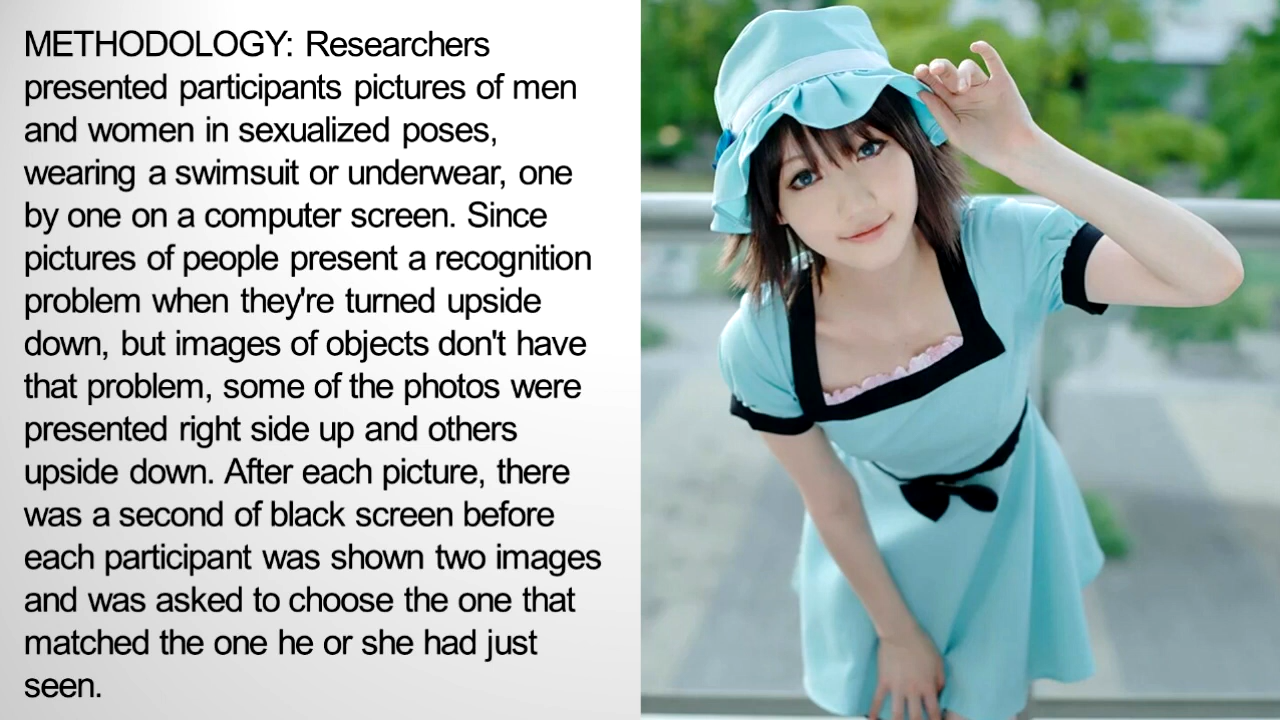 METHODOLOGY: Researchers
presented participants pictures of men
and women in sexualized poses,
wearing a swimsuit or underwear, one
by one on a computer screen. Since
pictures of people present a recognition
problem when they're turned upside
down, but images of objects don't have
that problem, some of the photos were
presented right side up and others
upside down. After each picture, there
was a second of black screen before
each participant was shown two images
and was asked to choose the one that
matched the one he or she had just
seen.